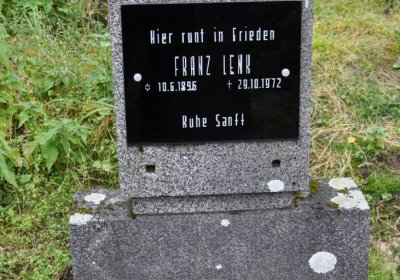 Hier ruht in Frieden
FRANZ LENK
✡ 10.6.1896 † 29.10.1972
Ruhe Sanft